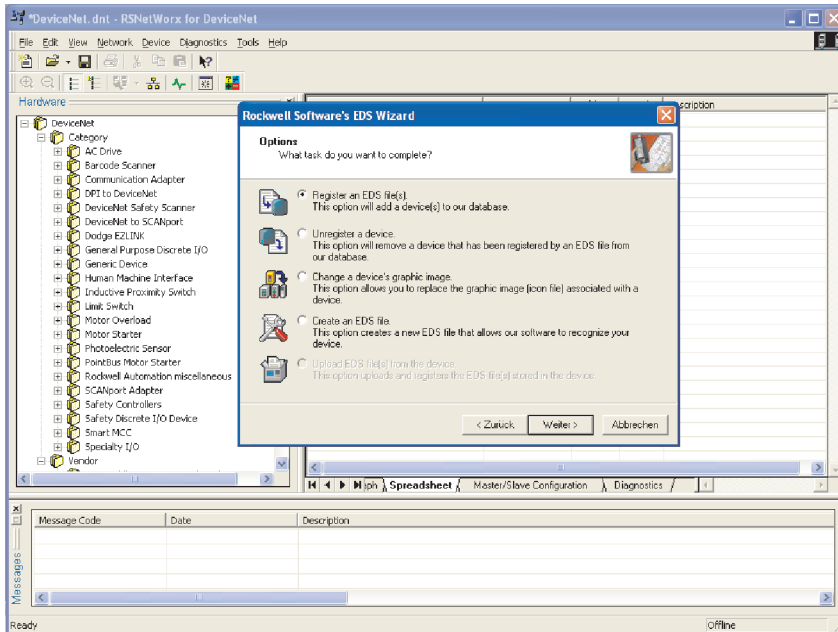 *DeviceNet.dnt - RSNetWorx for DeviceNet
File Edit View Network Device Diagnostics Tools Help
Hardware
DeviceNet
Category
AC Drive
Barcode Scanner
Communication Adapter
DPI to DeviceNet
DeviceNet Safety Scanner
DeviceNet to SCANport
Dodge EZLINK
General Purpose Discrete I/O
Generic Device
Human Machine Interface
Inductive Proximity Switch
Limit Switch
Motor Overload
Motor Starter
Photoelectric Sensor
PointBus Motor Starter
Rockwell Automation miscellaneous
SCANport Adapter
Safety Controllers
Safety Discrete I/O Device
Smart MCC
Specialty I/O
Vendor
Rockwell Software's EDS Wizard
Options
What task do you want to complete?
Register an EDS file(s).
This option will add a device(s) to our database.
Unregister a device.
This option will remove a device that has been registered by an EDS file from
our database.
Change a device's graphic image.
This option allows you to replace the graphic image (icon file) associated with a
device.
Create an EDS file.
This option creates a new EDS file that allows our software to recognize your
device.
Upload EDS file(s) from the device.
This option uploads and registers the EDS file(s) stored in the device.
< Zurück Weiter > Abbrechen
Spreadsheet Master/Slave Configuration Diagnostics
Messages
Message Code Date Description
Ready Offline